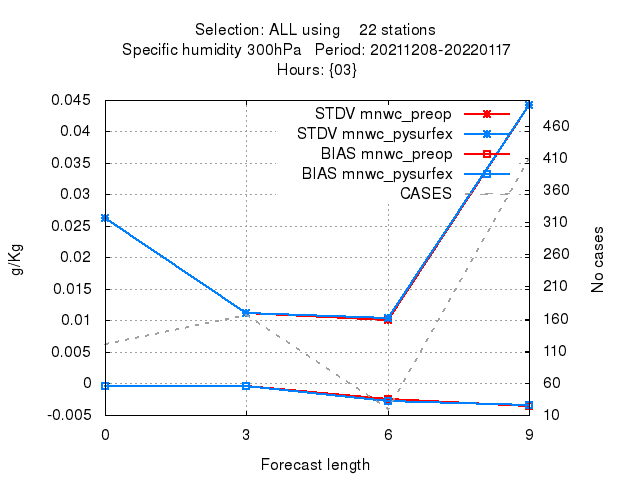 Selection: ALL using    22 stations
Specific humidity 300hPa   Period: 20211208-20220117
Hours: {03}
STDV mnwc_preop
STDV mnwc_pysurfex
BIAS mnwc_preop
BIAS mnwc_pysurfex
CASES
0.045
0.04
0.035
0.03
0.025
0.02
0.015
0.01
0.005
0
-0.005
g/Kg
460
410
360
310
260
210
160
110
60
10
No cases
0 3 6 9
Forecast length